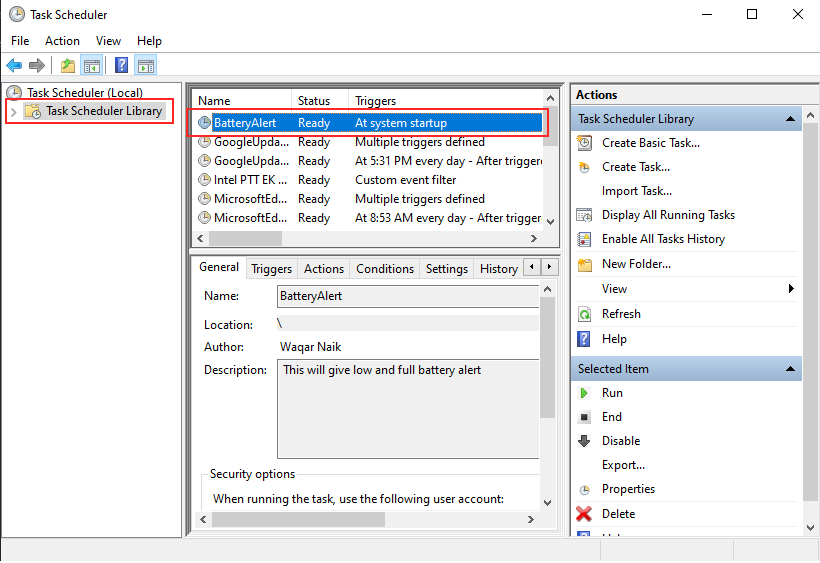 Task Scheduler
File Action View Help
Task Scheduler (Local)
Task Scheduler Library
Name Status Triggers
BatteryAlert Ready At system startup
GoogleUpda... Ready Multiple triggers defined
GoogleUpda... Ready At 5:31 PM every day - After triggere
Intel PTT EK ... Ready Custom event filter
MicrosoftEd... Ready Multiple triggers defined
MicrosoftEd... Ready At 8:53 AM every day - After trigger
General Triggers Actions Conditions Settings History
Name: BatteryAlert
Location: \
Author: Waqar Naik
Description: This will give low and full battery alert
Security options
When running the task, use the following user account:
Actions
Task Scheduler Library
Create Basic Task...
Create Task...
Import Task...
Display All Running Tasks
Enable All Tasks History
New Folder...
View
Refresh
Help
Selected Item
Run
End
Disable
Export...
Properties
Delete